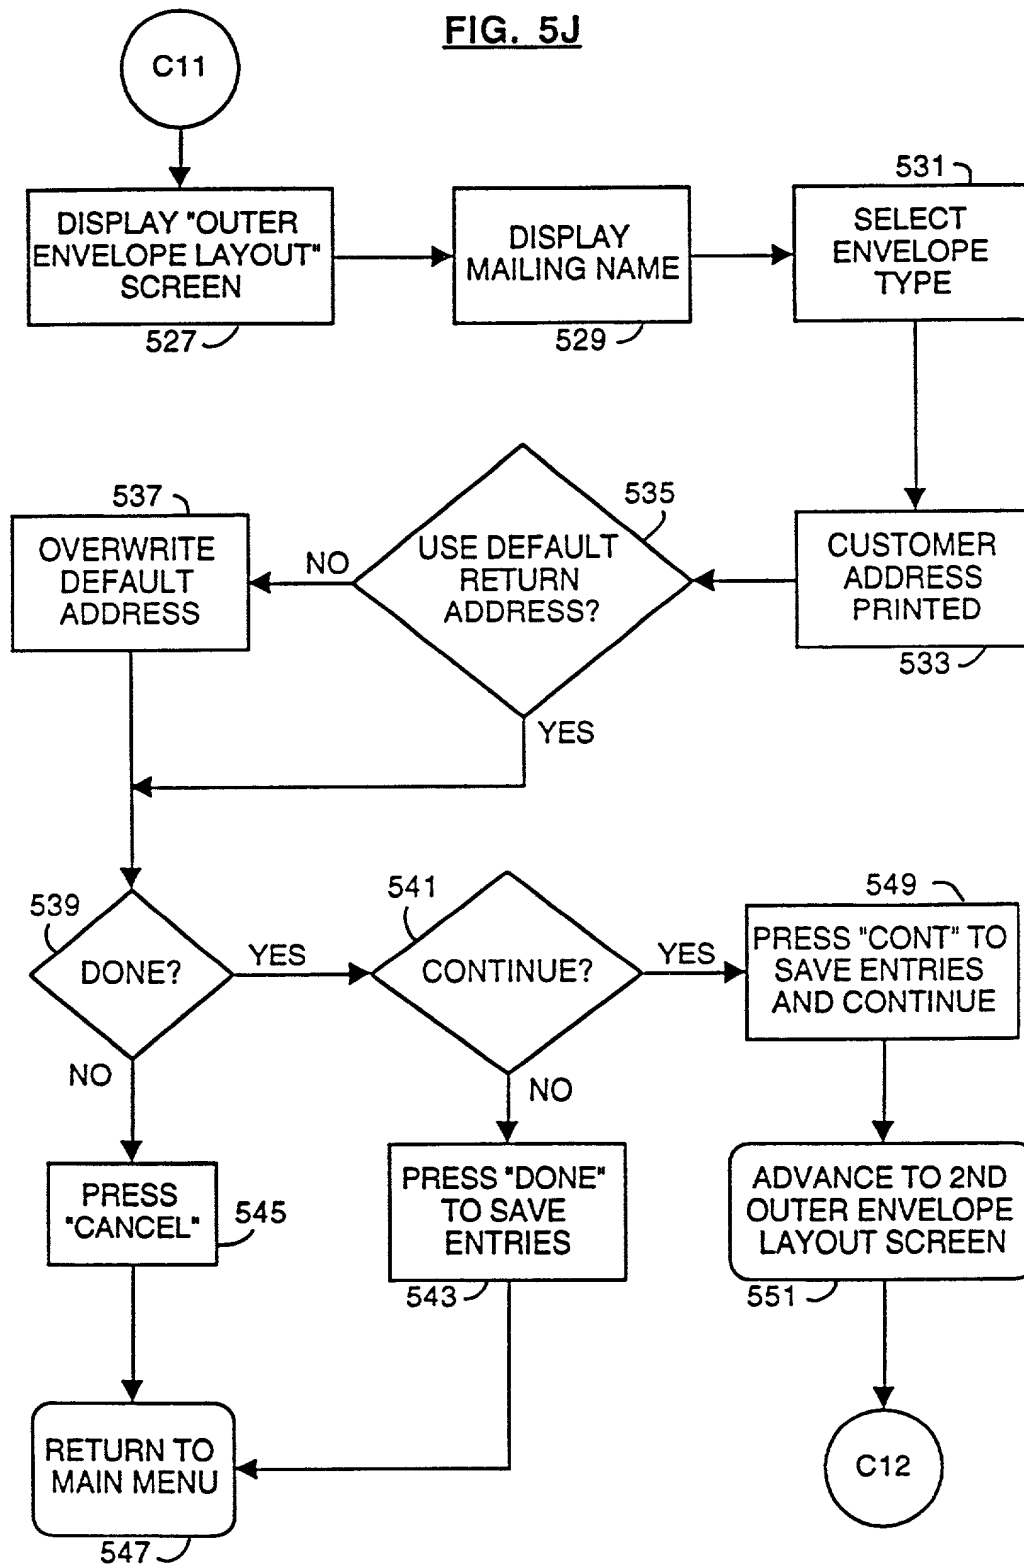 FIG. 5J
C11
DISPLAY "OUTER
ENVELOPE LAYOUT"
SCREEN
527
DISPLAY
MAILING NAME
529
531
SELECT
ENVELOPE
TYPE
537
OVERWRITE
DEFAULT
ADDRESS
NO
535
USE DEFAULT
RETURN
ADDRESS?
YES
CUSTOMER
ADDRESS
PRINTED
533
539
DONE?
YES
NO
541
CONTINUE?
YES
NO
549
PRESS "CONT" TO
SAVE ENTRIES
AND CONTINUE
PRESS
"CANCEL"
545
PRESS "DONE"
TO SAVE
ENTRIES
543
ADVANCE TO 2ND
OUTER ENVELOPE
LAYOUT SCREEN
551
RETURN TO
MAIN MENU
547
C12